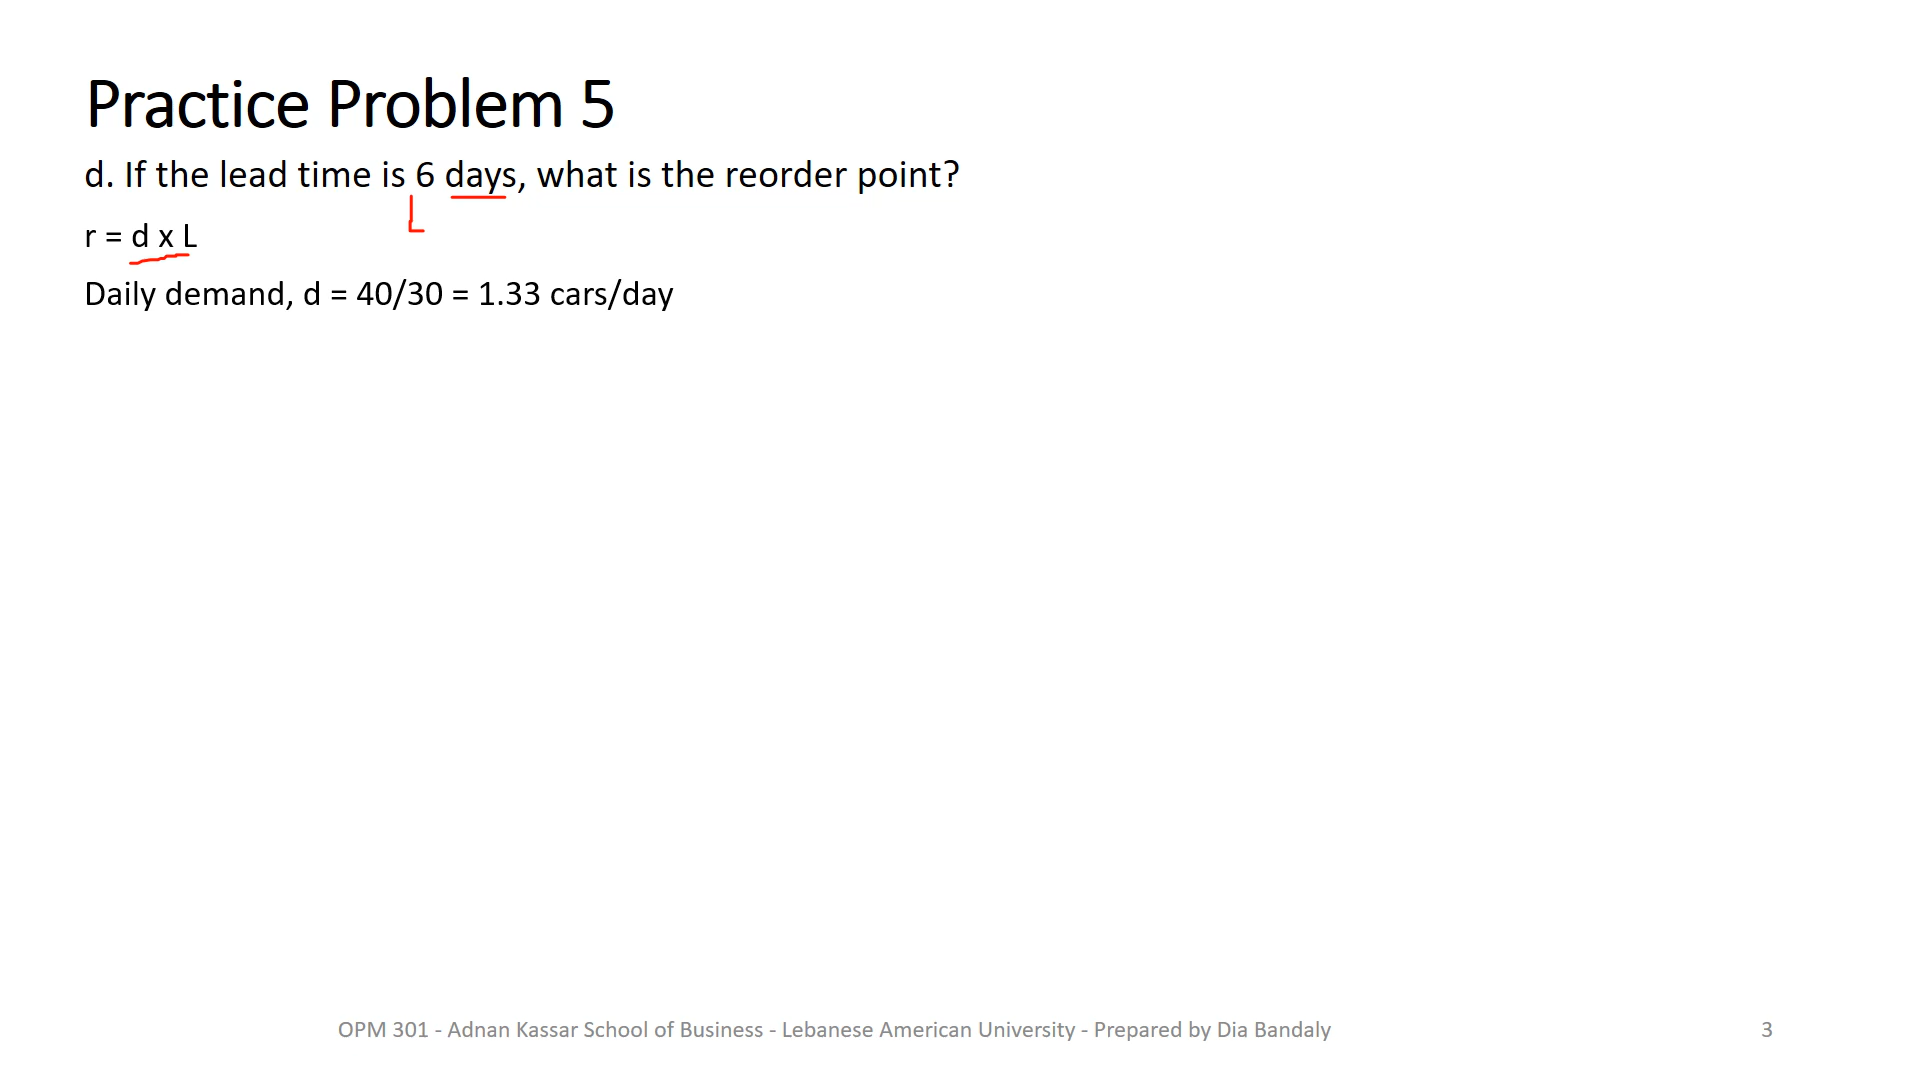 Practice Problem 5
d. If the lead time is 6 days, what is the reorder point?
L
r = d x L
Daily demand, d = 40/30 = 1.33 cars/day
OPM 301 - Adnan Kassar School of Business - Lebanese American University - Prepared by Dia Bandaly
3